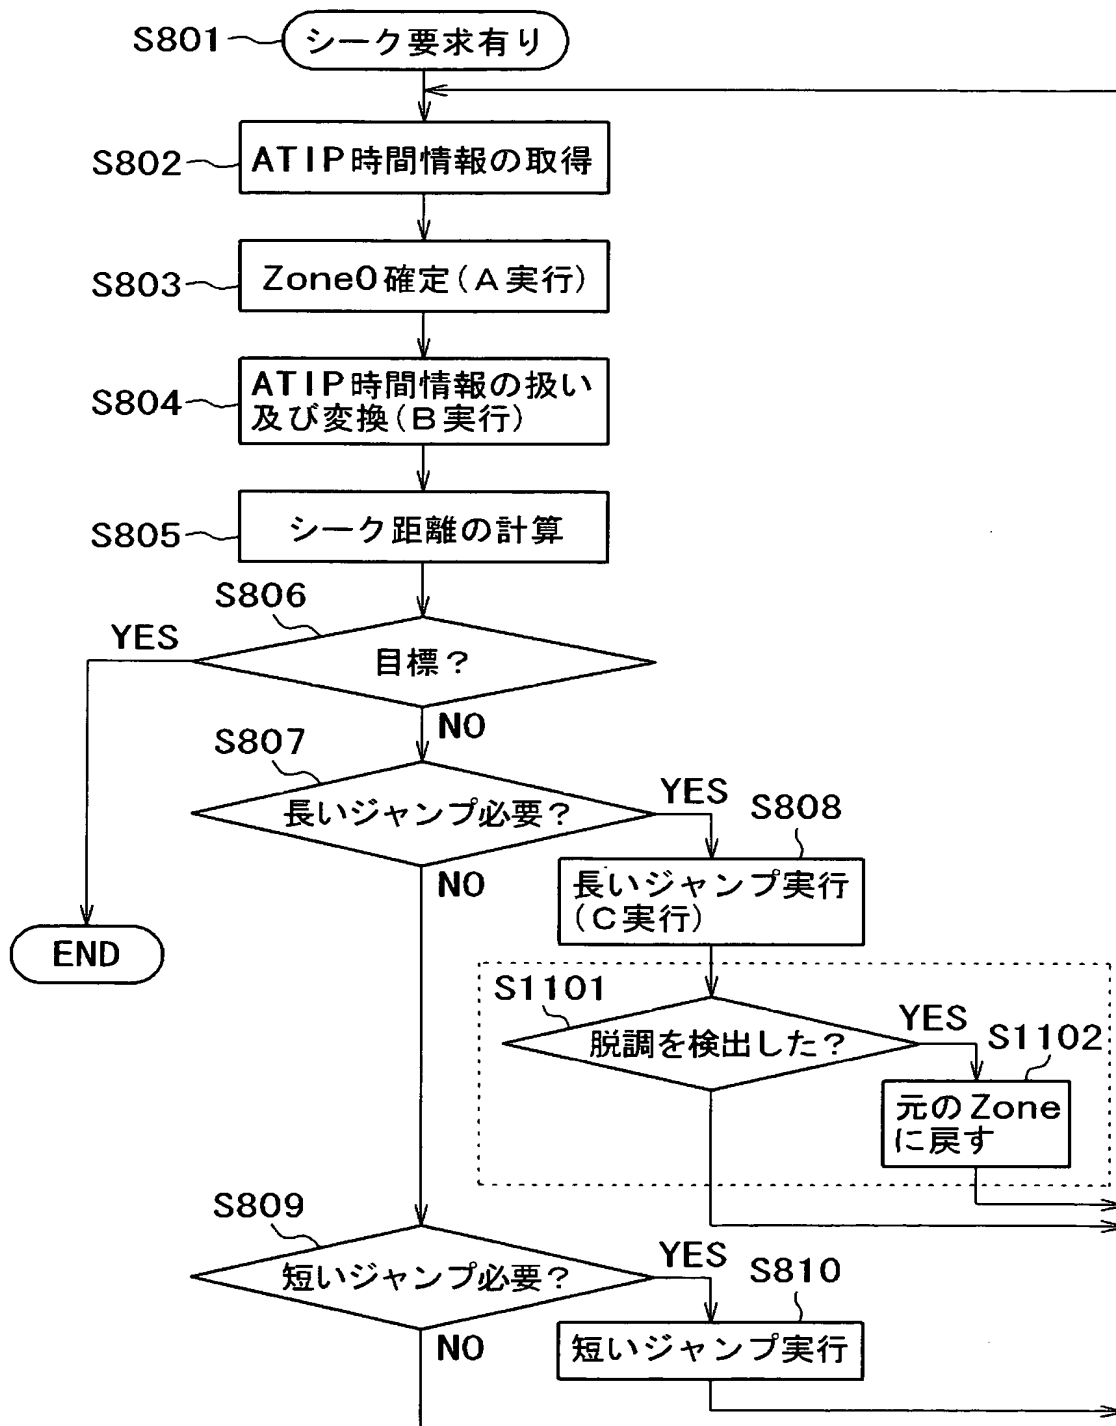 S801
シーク要求有り
S802
ATIP時間情報の取得
S803
Zone0確定(A実行)
S804
ATIP時間情報の扱い
及び変換(B実行)
S805
シーク距離の計算
S806
YES
目標?
NO
S807
長いジャンプ必要?
YES
S808
NO
長いジャンプ実行
(C実行)
END
S1101
脱調を検出した?
YES
S1102
元のZone
に戻す
S809
短いジャンプ必要?
YES
S810
NO
短いジャンプ実行